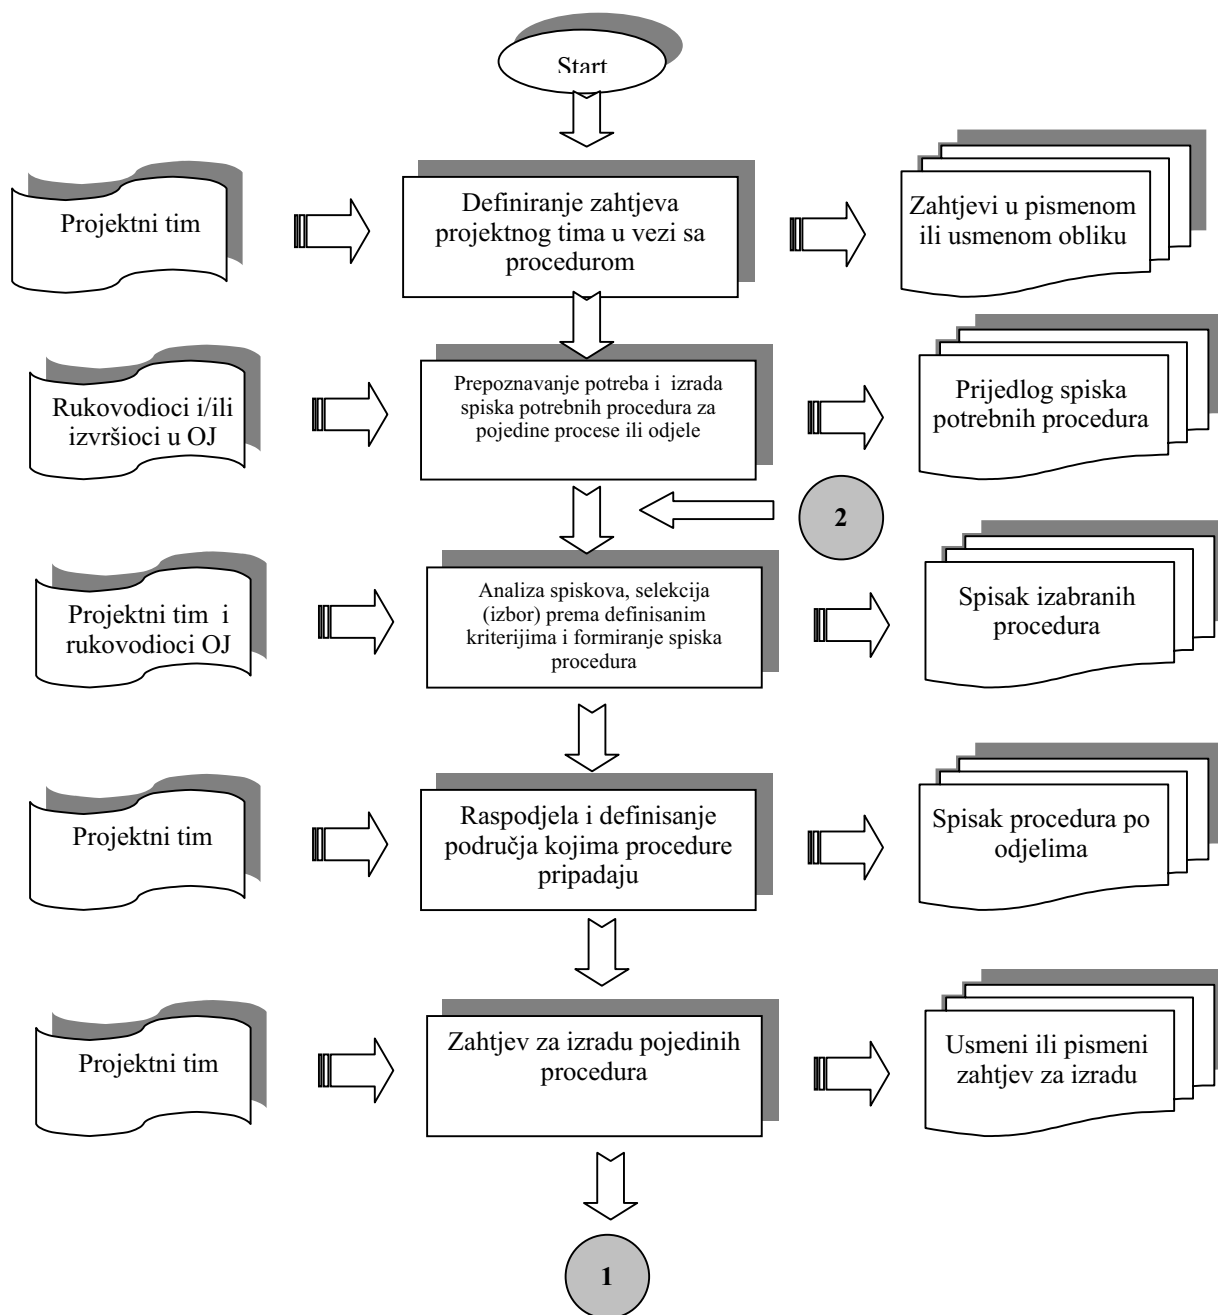 Start
Projektni tim
Definiranje zahtjeva
projektnog tima u vezi sa
procedurom
Zahtjevi u pismenom
ili usmenom obliku
Rukovodioci i/ili
izvršioci u OJ
Prepoznavanje potreba i  izrada
spiska potrebnih procedura za
pojedine procese ili odjele
Prijedlog spiska
potrebnih procedura
2
Projektni tim  i
rukovodioci OJ
Analiza spiskova, selekcija
(izbor) prema definisanim
kriterijima i formiranje spiska
procedura
Spisak izabranih
procedura
Projektni tim
Raspodjela i definisanje
područja kojima procedure
pripadaju
Spisak procedura po
odjelima
Projektni tim
Zahtjev za izradu pojedinih
procedura
Usmeni ili pismeni
zahtjev za izradu
1